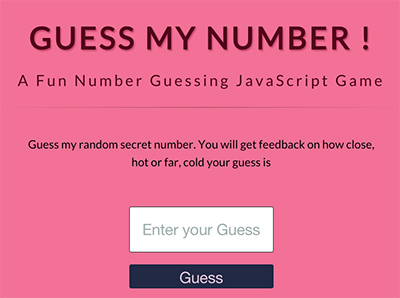 GUESS MY NUMBER !
A Fun Number Guessing JavaScript Game
Guess my random secret number. You will get feedback on how close,
hot or far, cold your guess is
Enter your Guess
Guess